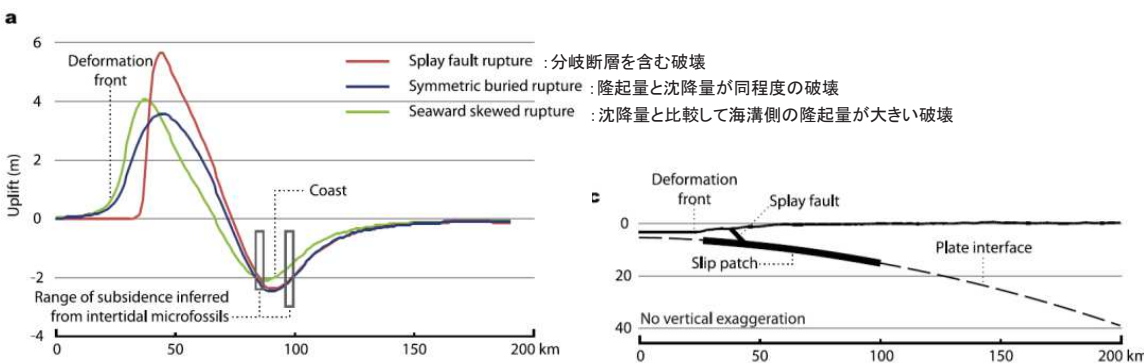 a
6
4
2
0
-2
-4
Uplift (m)
Deformation
front
Splay fault rupture :分岐断層を含む破壊
Symmetric buried rupture :隆起量と沈降量が同程度の破壊
Seaward skewed rupture :沈降量と比較して海溝側の隆起量が大きい破壊
Coast
Range of subsidence inferred
from intertidal microfossils
0 50 100 150 200 km
c
Deformation
front
Splay fault
Slip patch
Plate interface
0
20
40
No vertical exaggeration
0 50 100 150 200 km